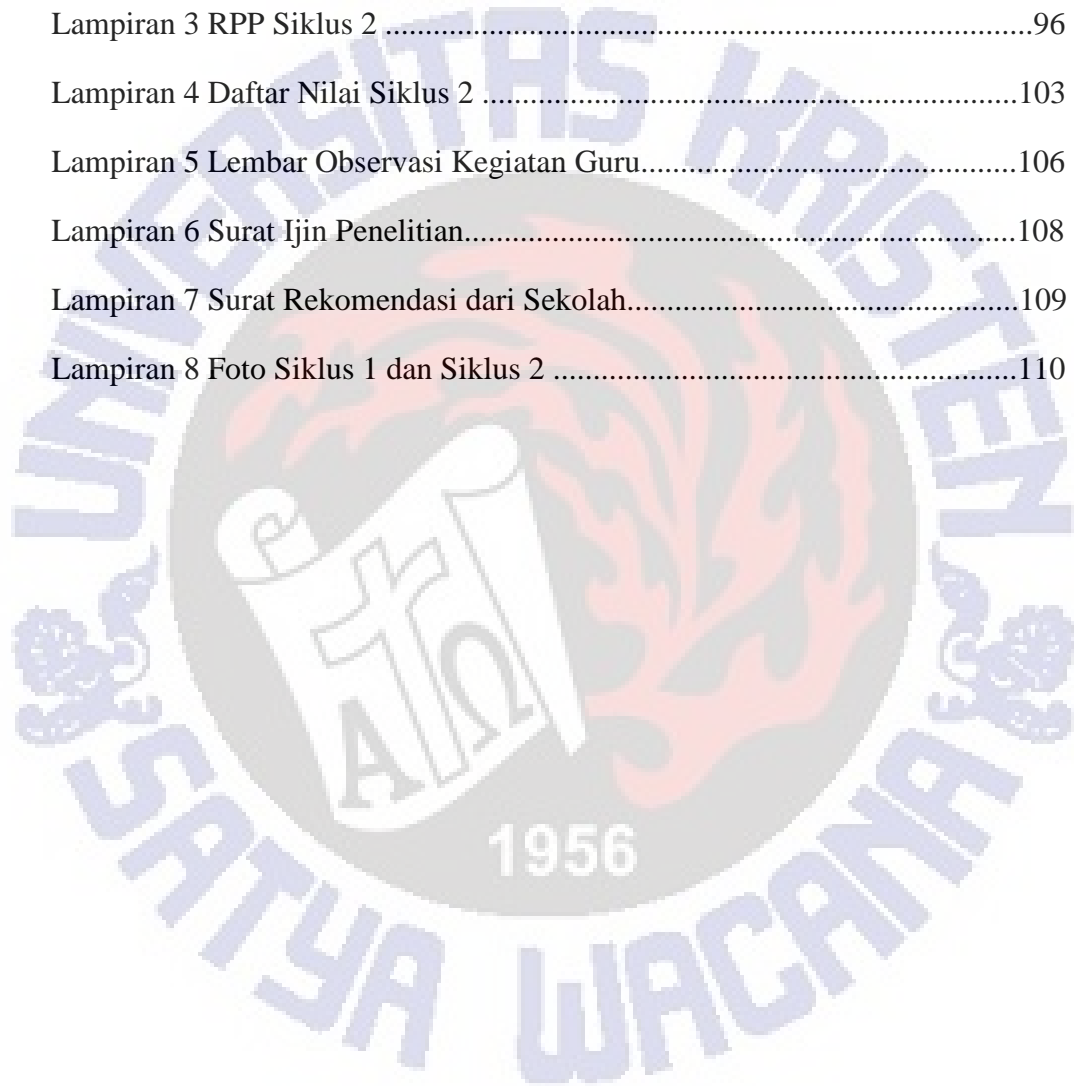 Lampiran 3 RPP Siklus 2 ....................................................................................96
Lampiran 4 Daftar Nilai Siklus 2 .....................................................................103
Lampiran 5 Lembar Observasi Kegiatan Guru.................................................106
Lampiran 6 Surat Ijin Penelitian........................................................................108
Lampiran 7 Surat Rekomendasi dari Sekolah...................................................109
Lampiran 8 Foto Siklus 1 dan Siklus 2 ..............................................................110
UNIVERSITAS KRISTEN
SATYA WACANA
Α Ω
1956